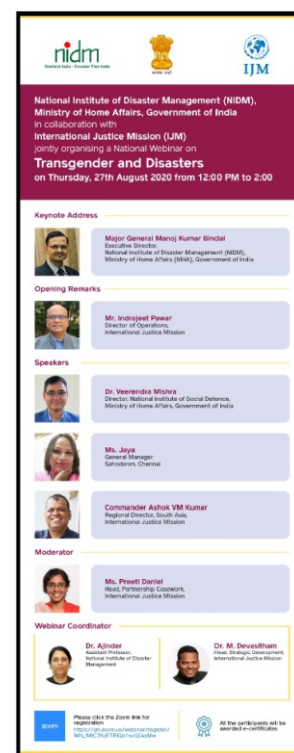 nidm
IJM
National Institute of Disaster Management (NIDM),
Ministry of Home Affairs, Government of India
in collaboration with
International Justice Mission (IJM)
jointly organising a National Webinar on
Transgender and Disasters
on Thursday, 27th August 2020 from 12:00 PM to 2:00
Keynote Address
Major General Manoj Kumar Bindal
Executive Director,
National Institute of Disaster Management (NIDM),
Ministry of Home Affairs (MHA), Government of India
Opening Remarks
Mr. Indrajeet Pawar
Director of Operations,
International Justice Mission
Speakers
Dr. Veerendra Mishra
Director, National Institute of Social Defence,
Ministry of Home Affairs, Government of India
Ms. Jaya
General Manager
Sahodaran, Chennai
Commander Ashok VM Kumar
Regional Director, South Asia,
International Justice Mission
Moderator
Ms. Preeti Daniel
Head, Partnership Casework,
International Justice Mission
Webinar Coordinator
Dr. Ajinder
Assistant Professor,
National Institute of Disaster
Management
Dr. M. Devasitham
Head, Strategic Development,
International Justice Mission
zoom
Please click the Zoom link for
registration
All the participants will be
awarded e-certificates